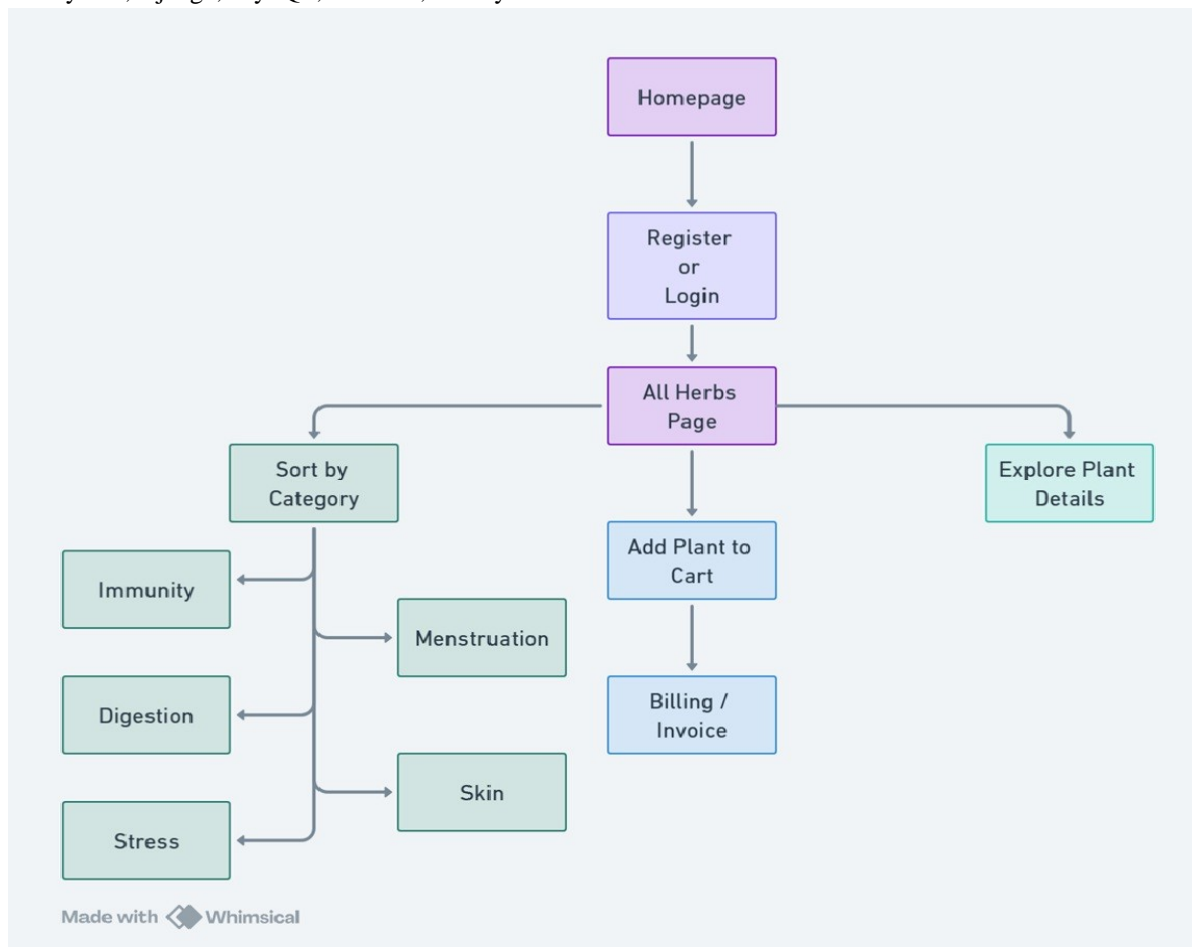 Homepage
Register
or
Login
All Herbs
Page
Sort by
Category
Explore Plant
Details
Add Plant to
Cart
Immunity
Menstruation
Billing /
Invoice
Digestion
Skin
Stress
Made with Whimsical